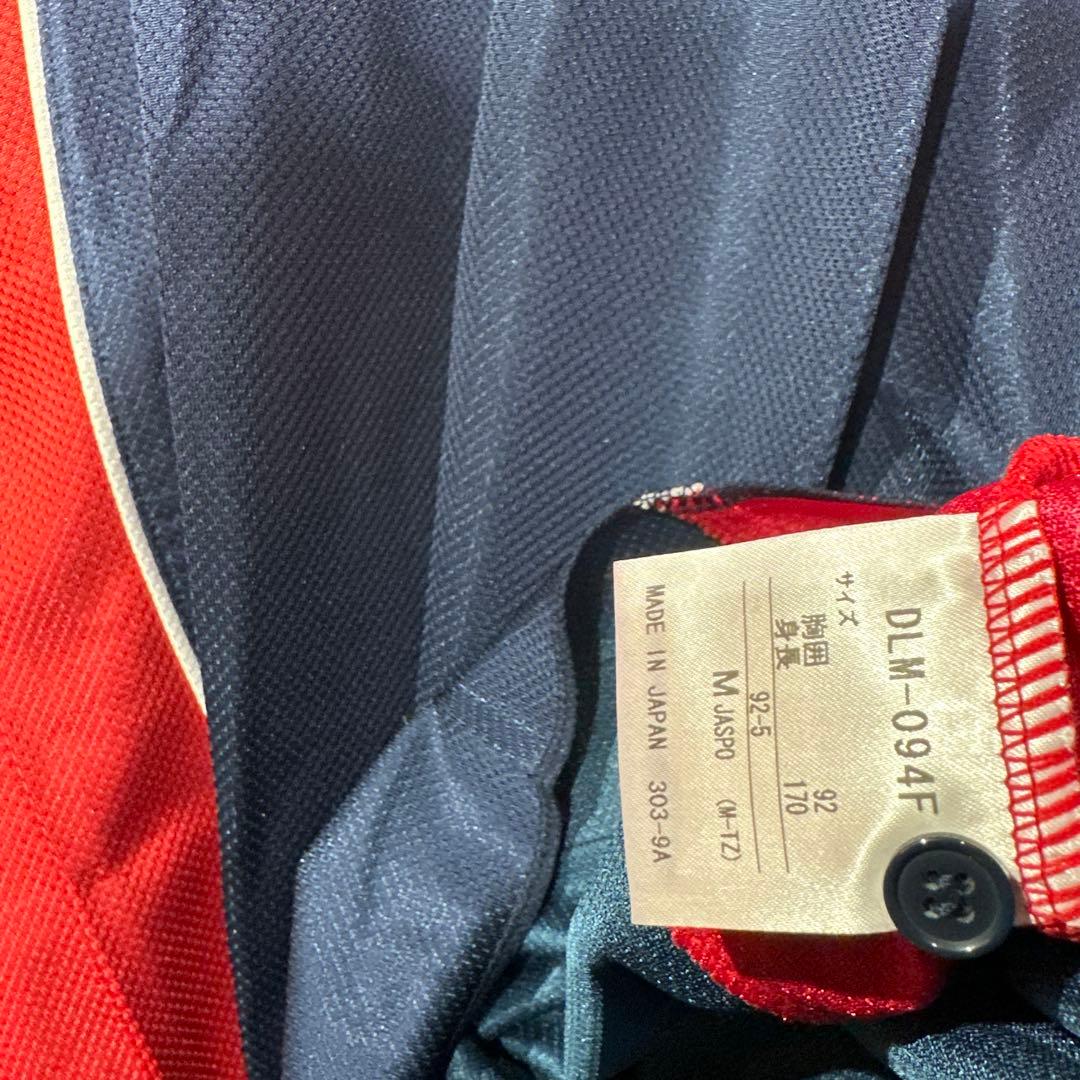 DLM-094F
サイズ
胸囲 92
身長 170
92-5
M JASPO (M-TZ)
MADE IN JAPAN 303-9A